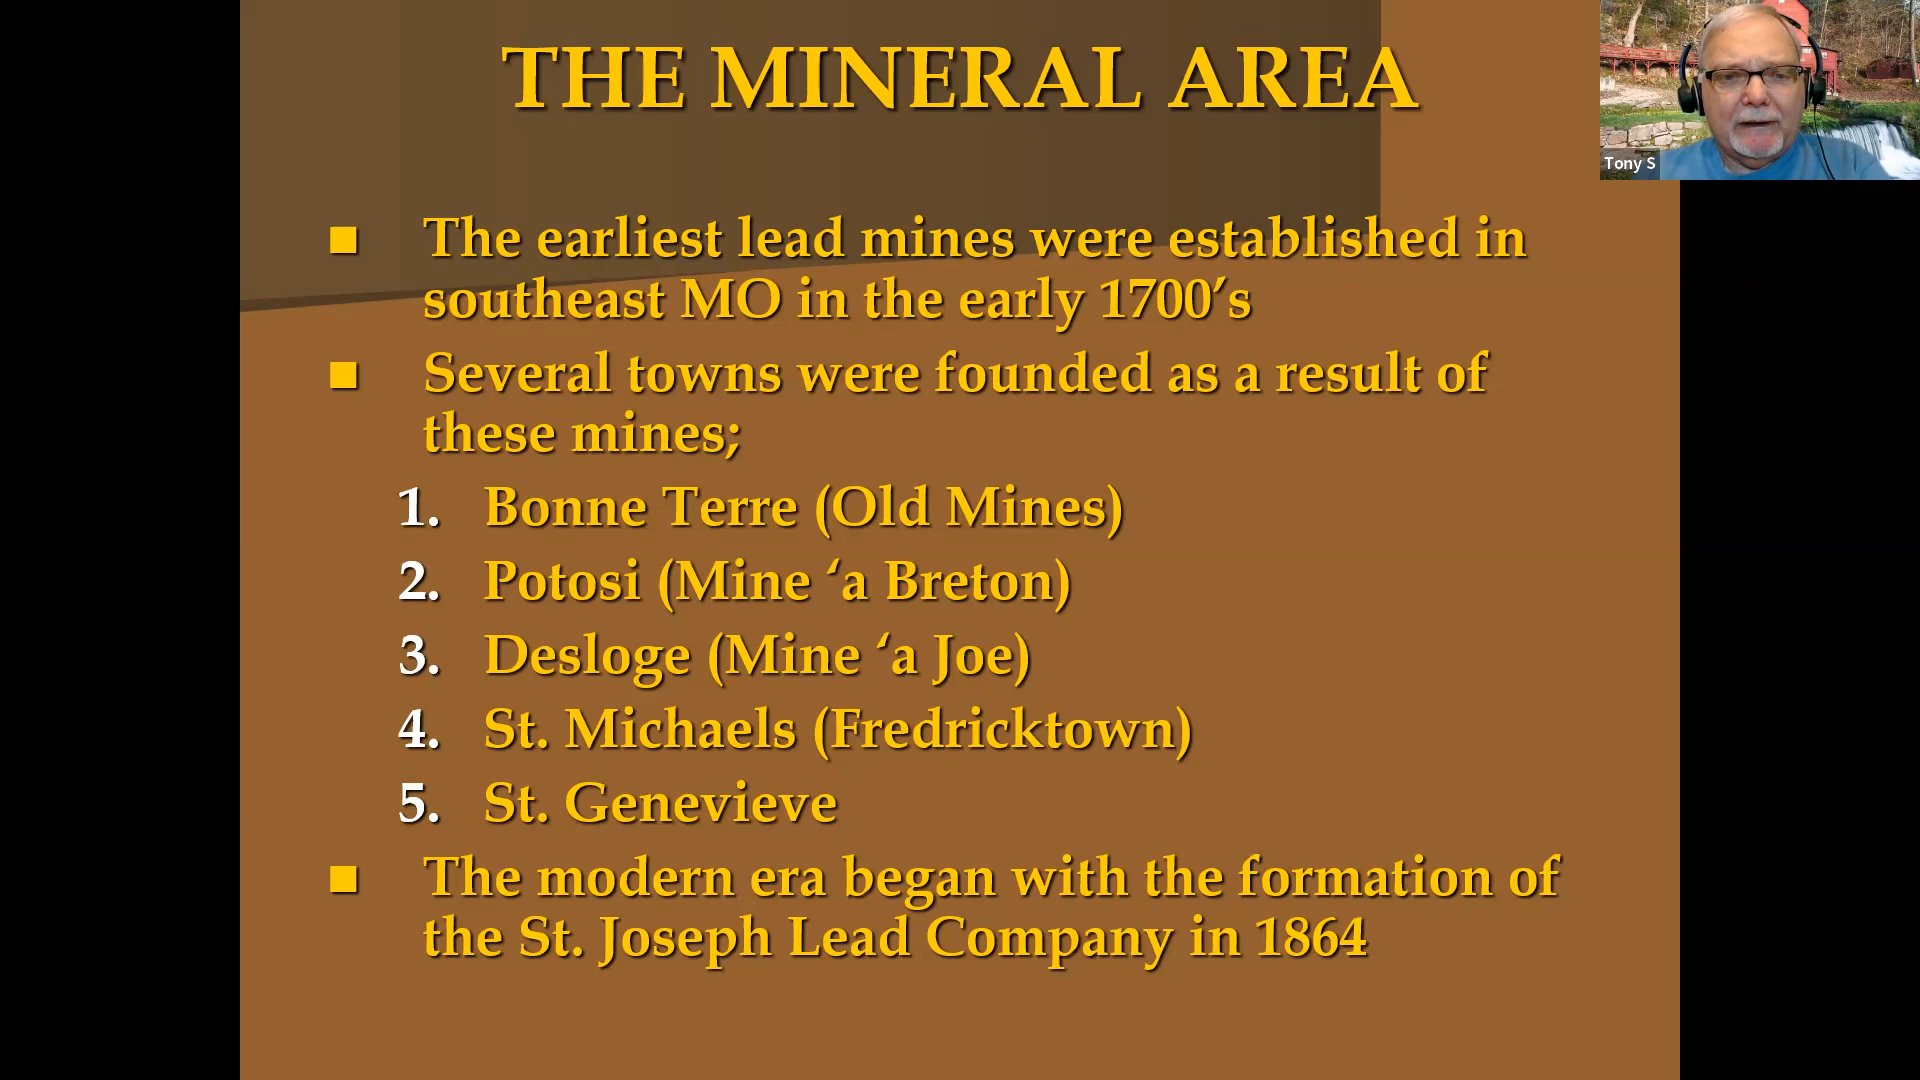 THE MINERAL AREA
Tony S
■ The earliest lead mines were established in
southeast MO in the early 1700’s
■ Several towns were founded as a result of
these mines;
1. Bonne Terre (Old Mines)
2. Potosi (Mine ‘a Breton)
3. Desloge (Mine ‘a Joe)
4. St. Michaels (Fredricktown)
5. St. Genevieve
■ The modern era began with the formation of
the St. Joseph Lead Company in 1864